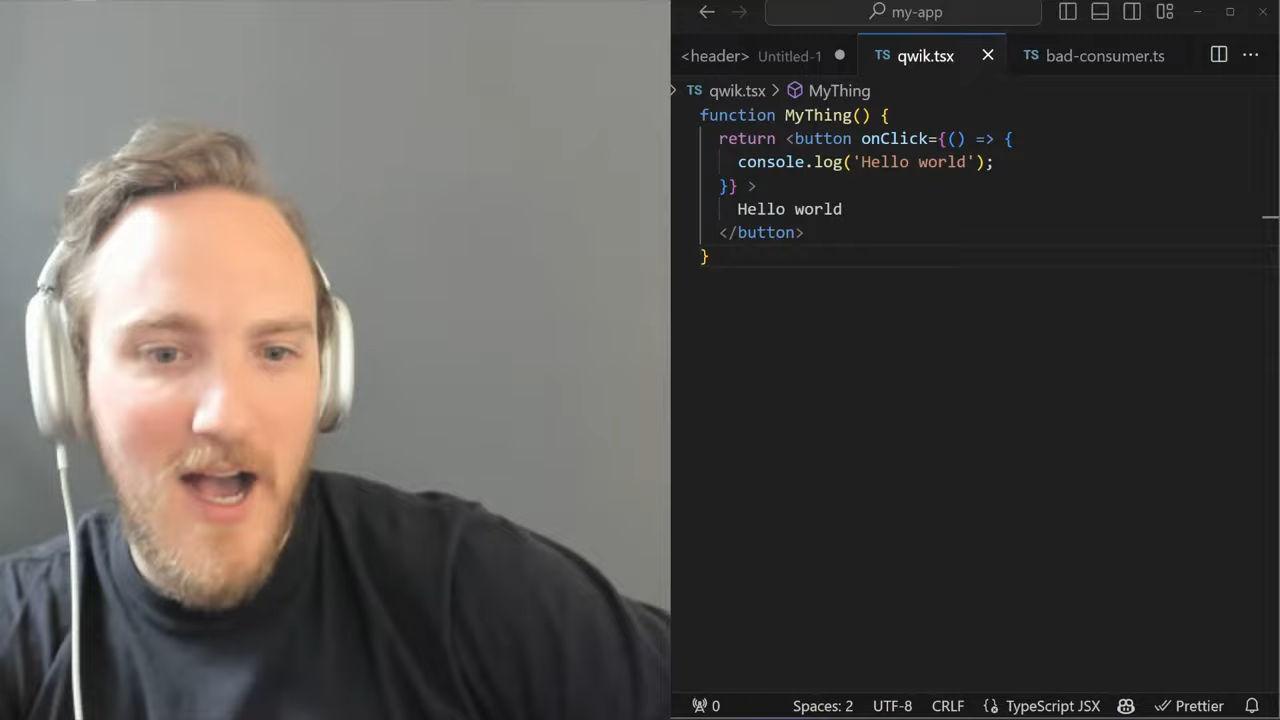 my-app
<header> Untitled-1
TS qwik.tsx
TS bad-consumer.ts
TS qwik.tsx > MyThing
function MyThing() {
return <button onClick={() => {
console.log('Hello world');
}} >
Hello world
</button>
}
0 Spaces: 2 UTF-8 CRLF TypeScript JSX Prettier